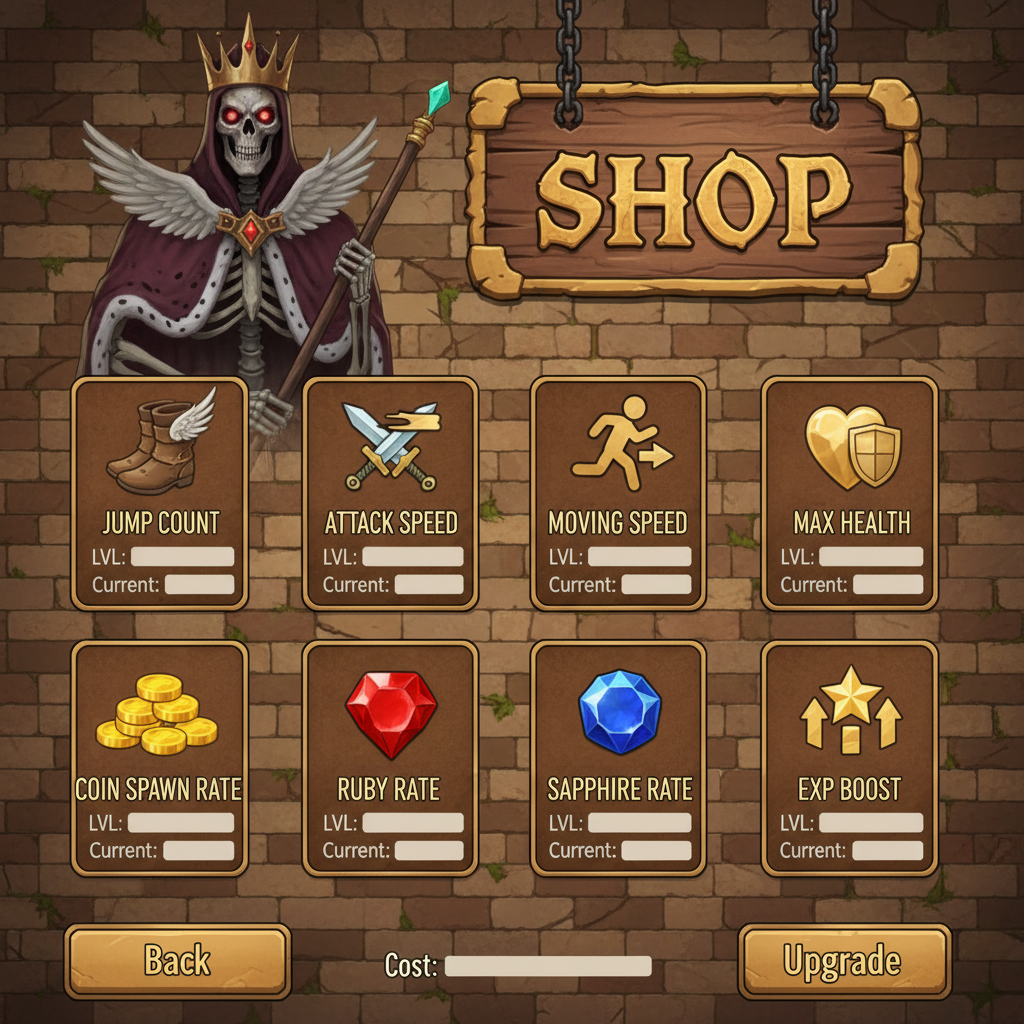 SHOP
JUMP COUNT
LVL:
Current:
ATTACK SPEED
LVL:
Current:
MOVING SPEED
LVL:
Current:
MAX HEALTH
LVL:
Current:
COIN SPAWN RATE
LVL:
Current:
RUBY RATE
LVL:
Current:
SAPPHIRE RATE
LVL:
Current:
EXP BOOST
LVL:
Current:
Back
Cost:
Upgrade